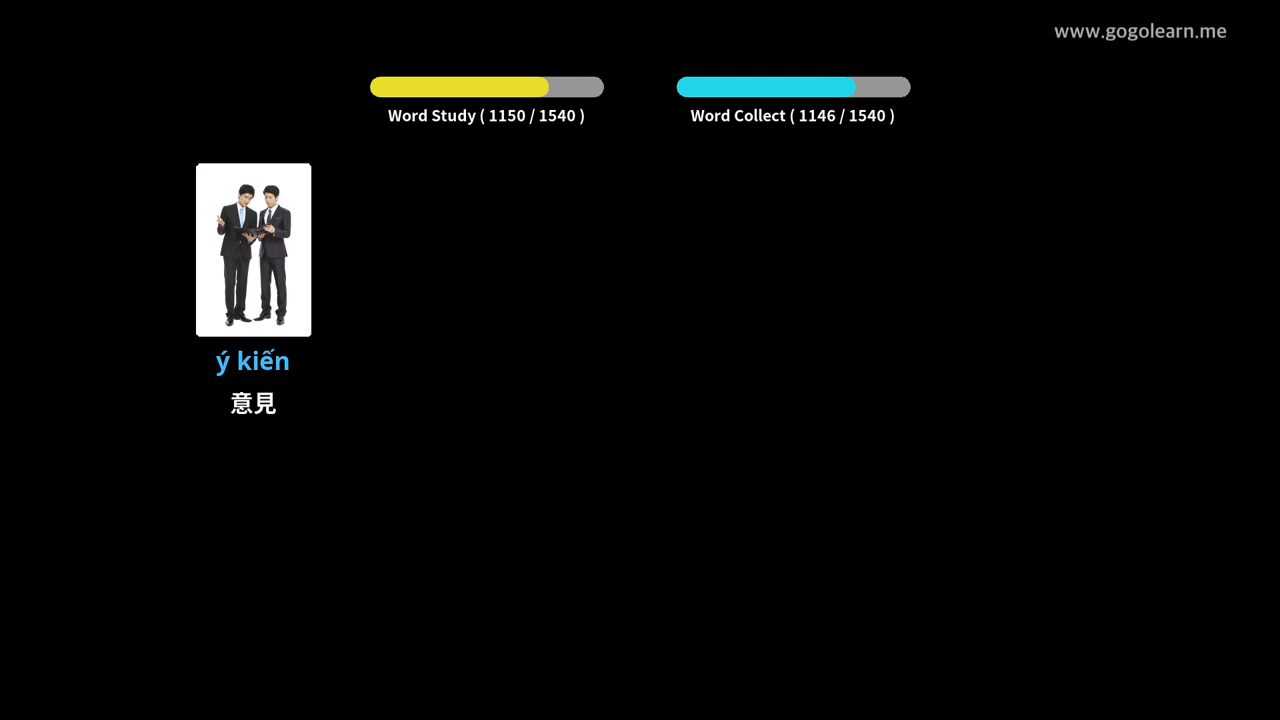 www.gogolearn.me
Word Study ( 1150 / 1540 )
Word Collect ( 1146 / 1540 )
ý kiến
意見